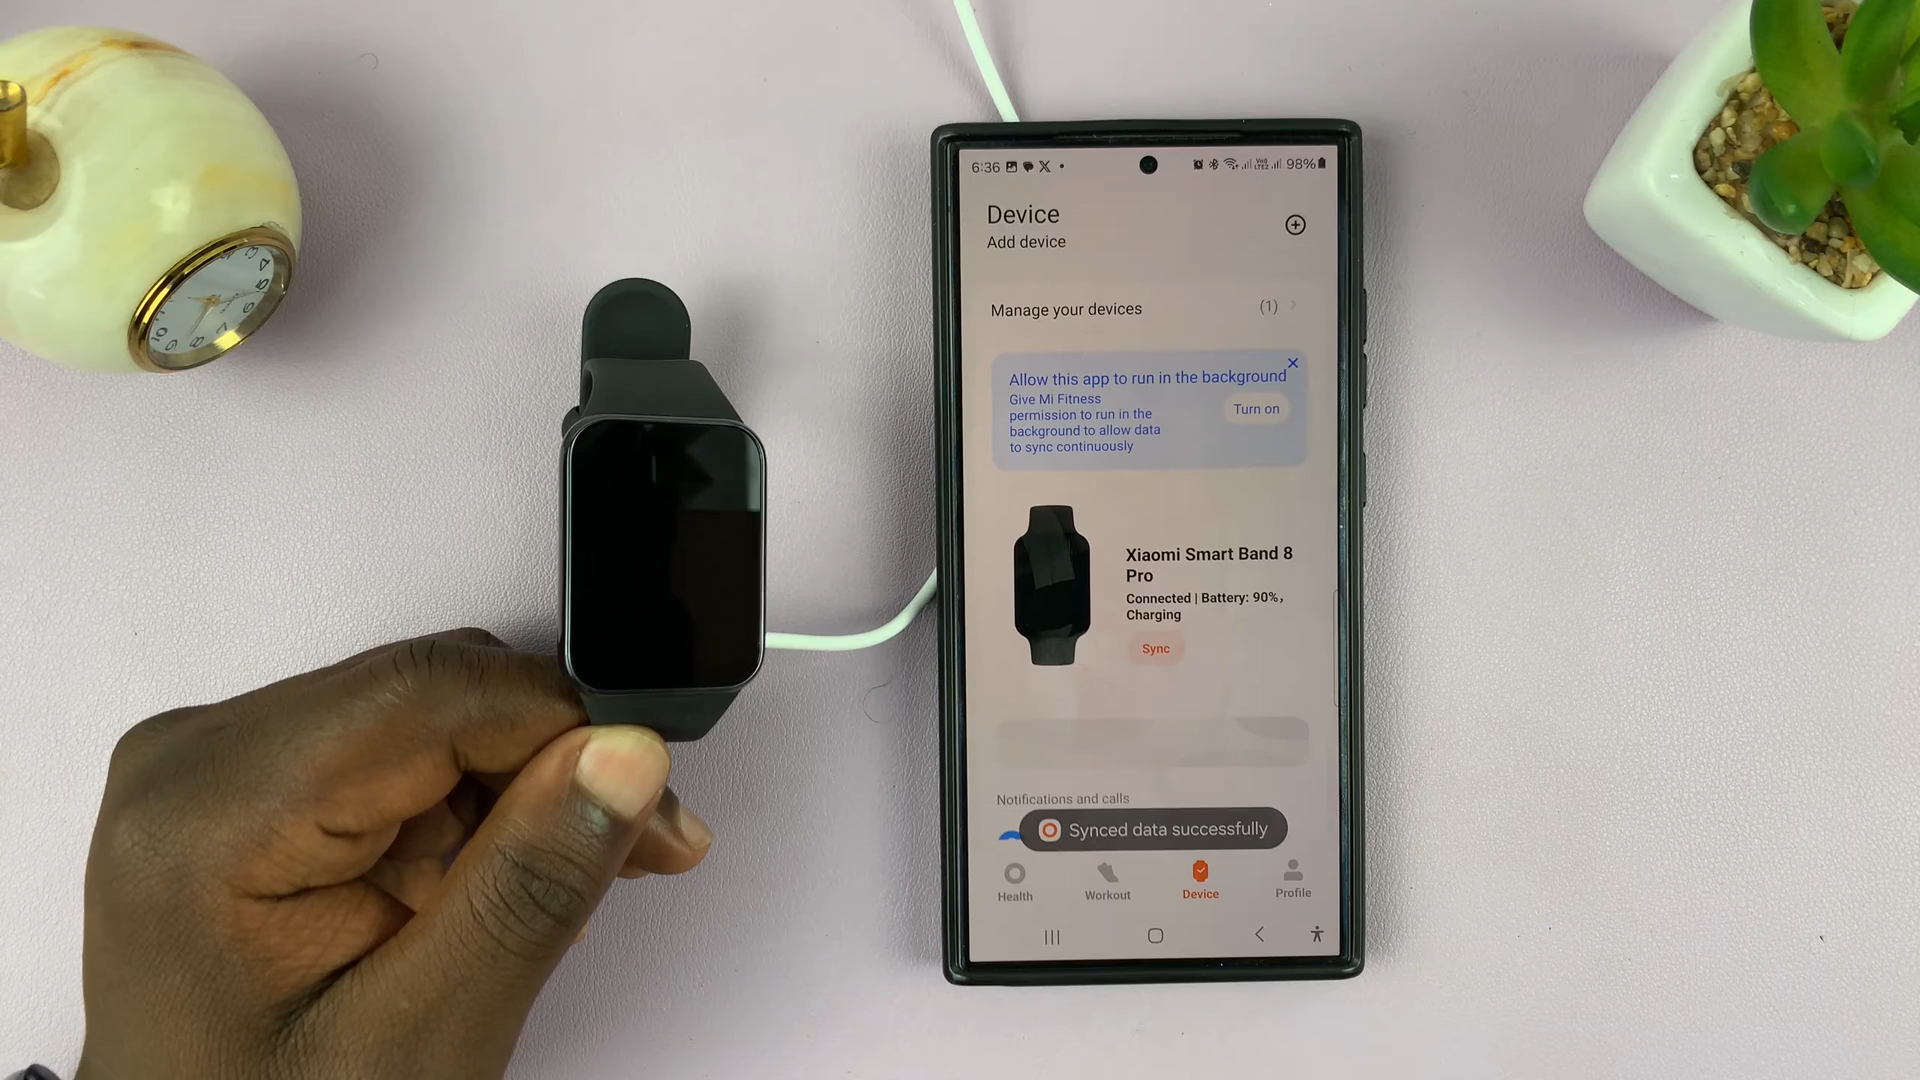 6:36
98%
Device
Add device
Manage your devices (1)
Allow this app to run in the background
Give Mi Fitness
permission to run in the
background to allow data
to sync continuously
Turn on
Xiaomi Smart Band 8
Pro
Connected | Battery: 90%,
Charging
Sync
Notifications and calls
Synced data successfully
Health
Workout
Device
Profile